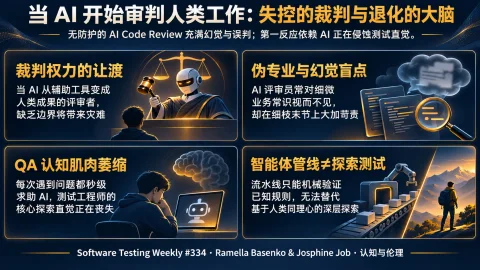 当 AI 开始审判人类工作：失控的裁判与退化的大脑
无防护的 AI Code Review 充满幻觉与误判；第一反应依赖 AI 正在侵蚀测试直觉。
裁判权力的让渡
当 AI 从辅助工具变成
人类成果的评审者，
缺乏边界将带来灾难
伪专业与幻觉盲点
AI 评审员常对细微
业务常识视而不见，
却在细枝末节上大加苛责
QA 认知肌肉萎缩
每次遇到问题都秒级
求助 AI，测试工程师的
核心探索直觉正在丧失
智能体管线≠探索测试
流水线只能机械验证
已知规则，无法替代
基于人类同理心的深层探索
Software Testing Weekly #334 · Ramella Basenko & Josphine Job · 认知与伦理